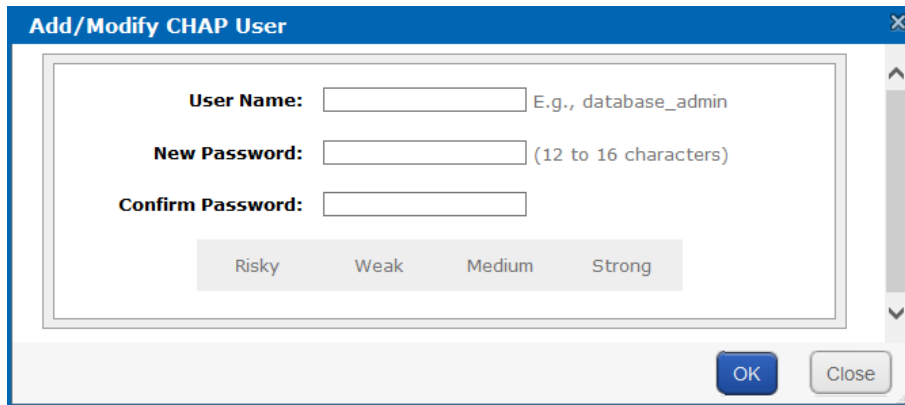 Add/Modify CHAP User
User Name: E.g., database_admin
New Password: (12 to 16 characters)
Confirm Password:
Risky Weak Medium Strong
OK Close